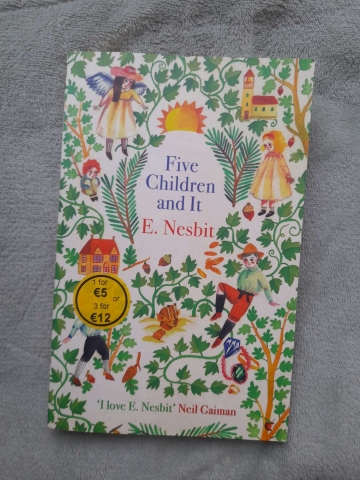 Five
Children
and It
E. Nesbit
1 for
€5 or
3 for
€12
'I love E. Nesbit' Neil Gaiman